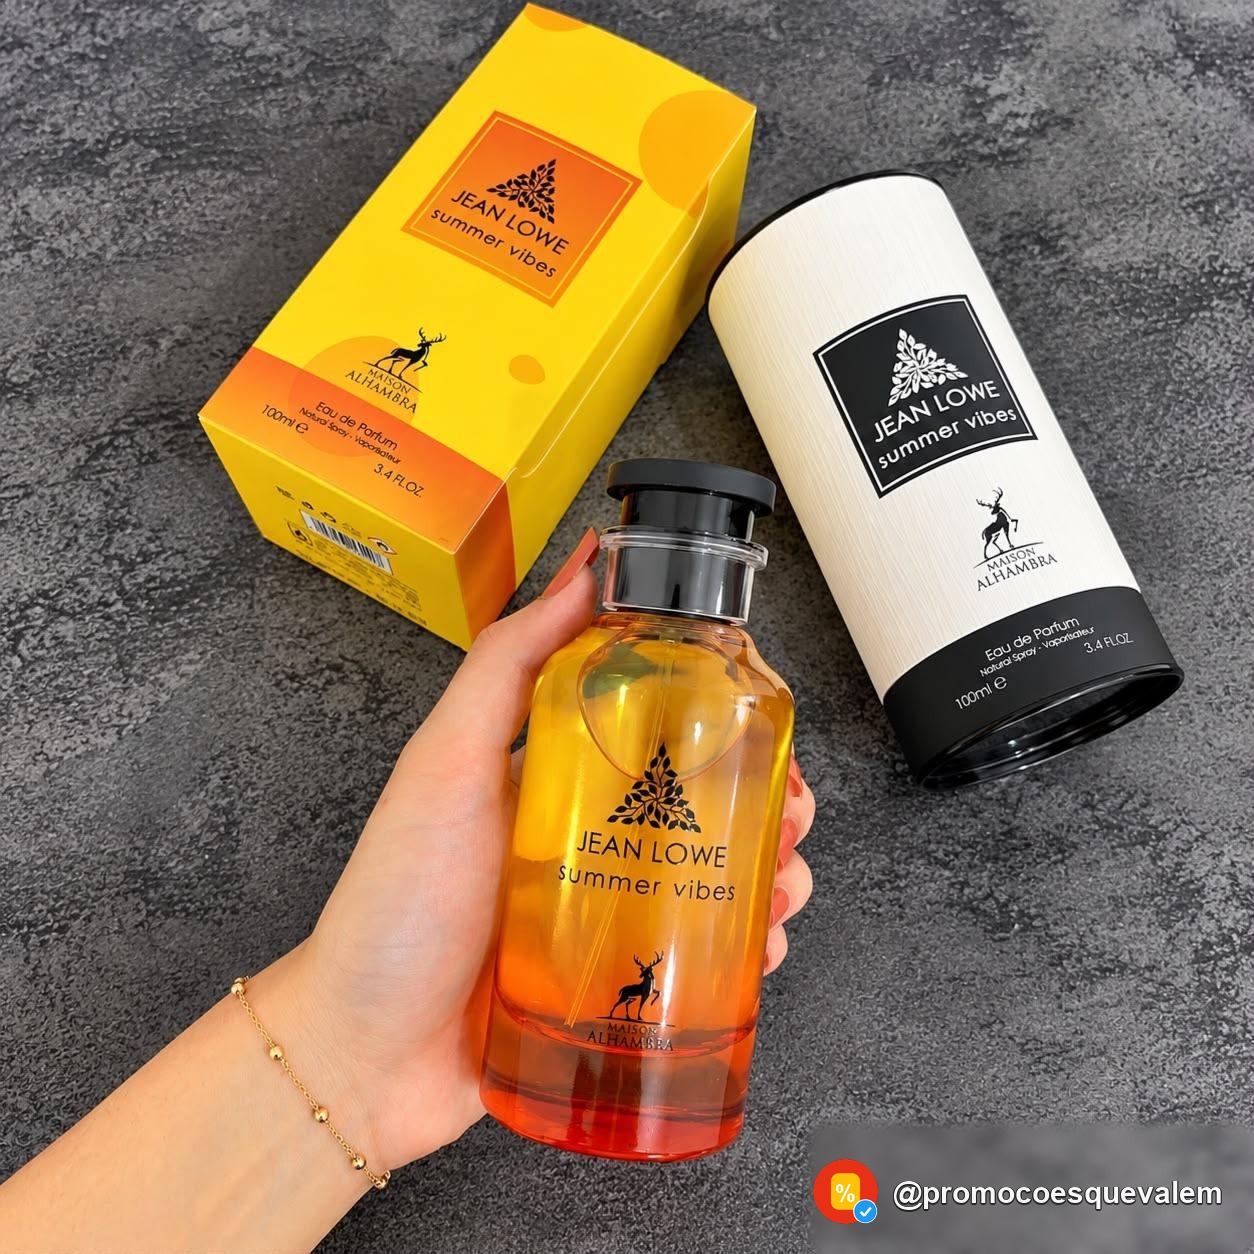 JEAN LOWE
summer vibes
MAISON
ALHAMBRA
Eau de Parfum
Natural Spray - Vaporisateur
100ml e
3.4 FL.OZ.
JEAN LOWE
summer vibes
MAISON
ALHAMBRA
Eau de Parfum
Natural Spray - Vaporisateur
3.4 FL.OZ.
100ml e
JEAN LOWE
summer vibes
MAISON
ALHAMBRA
%
@promocoesquevalem